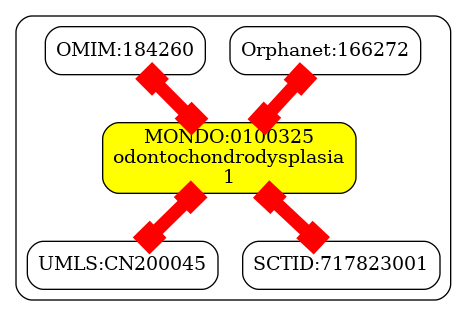 OMIM:184260
Orphanet:166272
MONDO:0100325
odontochondrodysplasia
1
UMLS:CN200045
SCTID:717823001